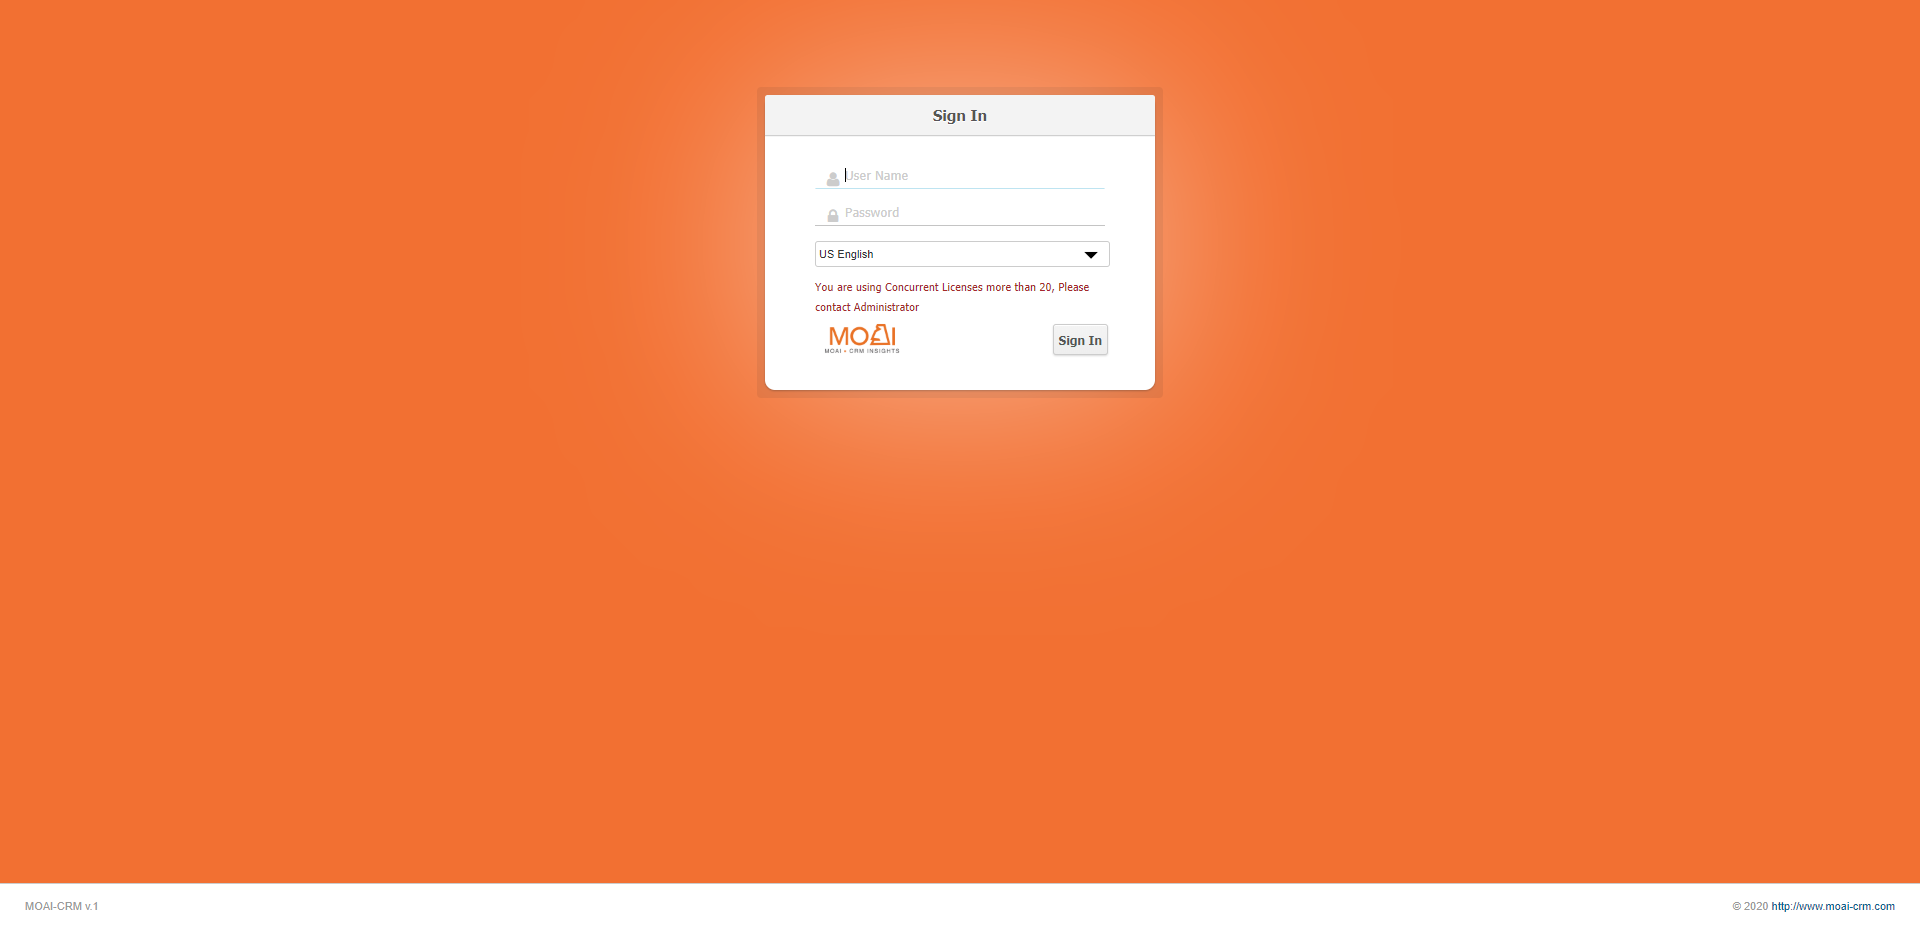 Sign In
User Name
Password
US English
You are using Concurrent Licenses more than 20, Please
contact Administrator
MOAI
MOAI • CRM INSIGHTS
Sign In
MOAI-CRM v.1
© 2020 http://www.moai-crm.com